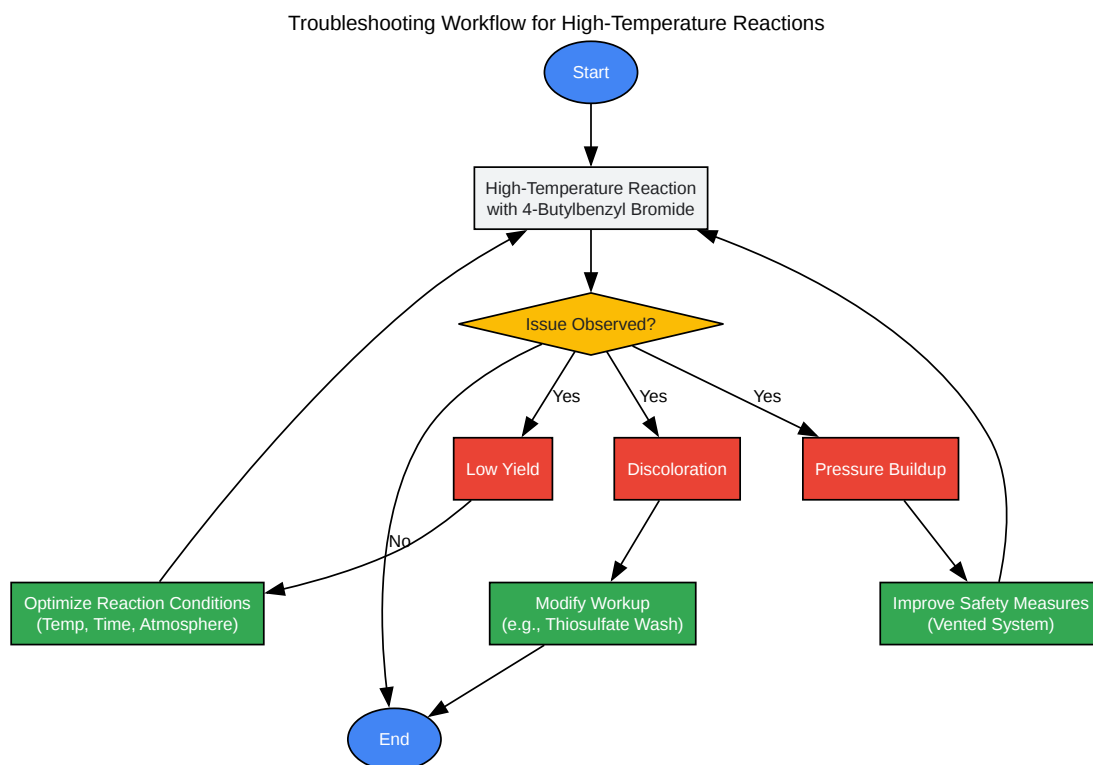 Troubleshooting Workflow for High-Temperature Reactions
Start
High-Temperature Reaction
with 4-Butylbenzyl Bromide
Issue Observed?
Yes
Yes
Yes
Low Yield
Discoloration
Pressure Buildup
No
Optimize Reaction Conditions
(Temp, Time, Atmosphere)
Modify Workup
(e.g., Thiosulfate Wash)
Improve Safety Measures
(Vented System)
End